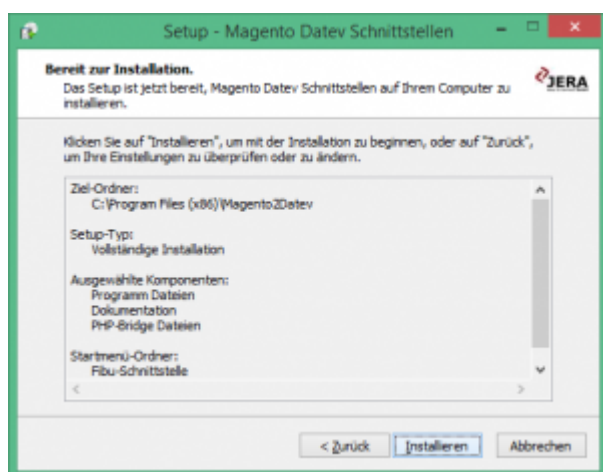 Setup - Magento Datev Schnittstellen
Bereit zur Installation.
Das Setup ist jetzt bereit, Magento Datev Schnittstellen auf Ihrem Computer zu
installieren.
JERA
Klicken Sie auf "Installieren", um mit der Installation zu beginnen, oder auf "Zurück",
um Ihre Einstellungen zu überprüfen oder zu ändern.
Ziel-Ordner:
C:\Program Files (x86)\Magento2Datev
Setup-Typ:
Vollständige Installation
Ausgewählte Komponenten:
Programm Dateien
Dokumentation
PHP-Bridge Dateien
Startmenü-Ordner:
Fibu-Schnittstelle
< Zurück
Installieren
Abbrechen